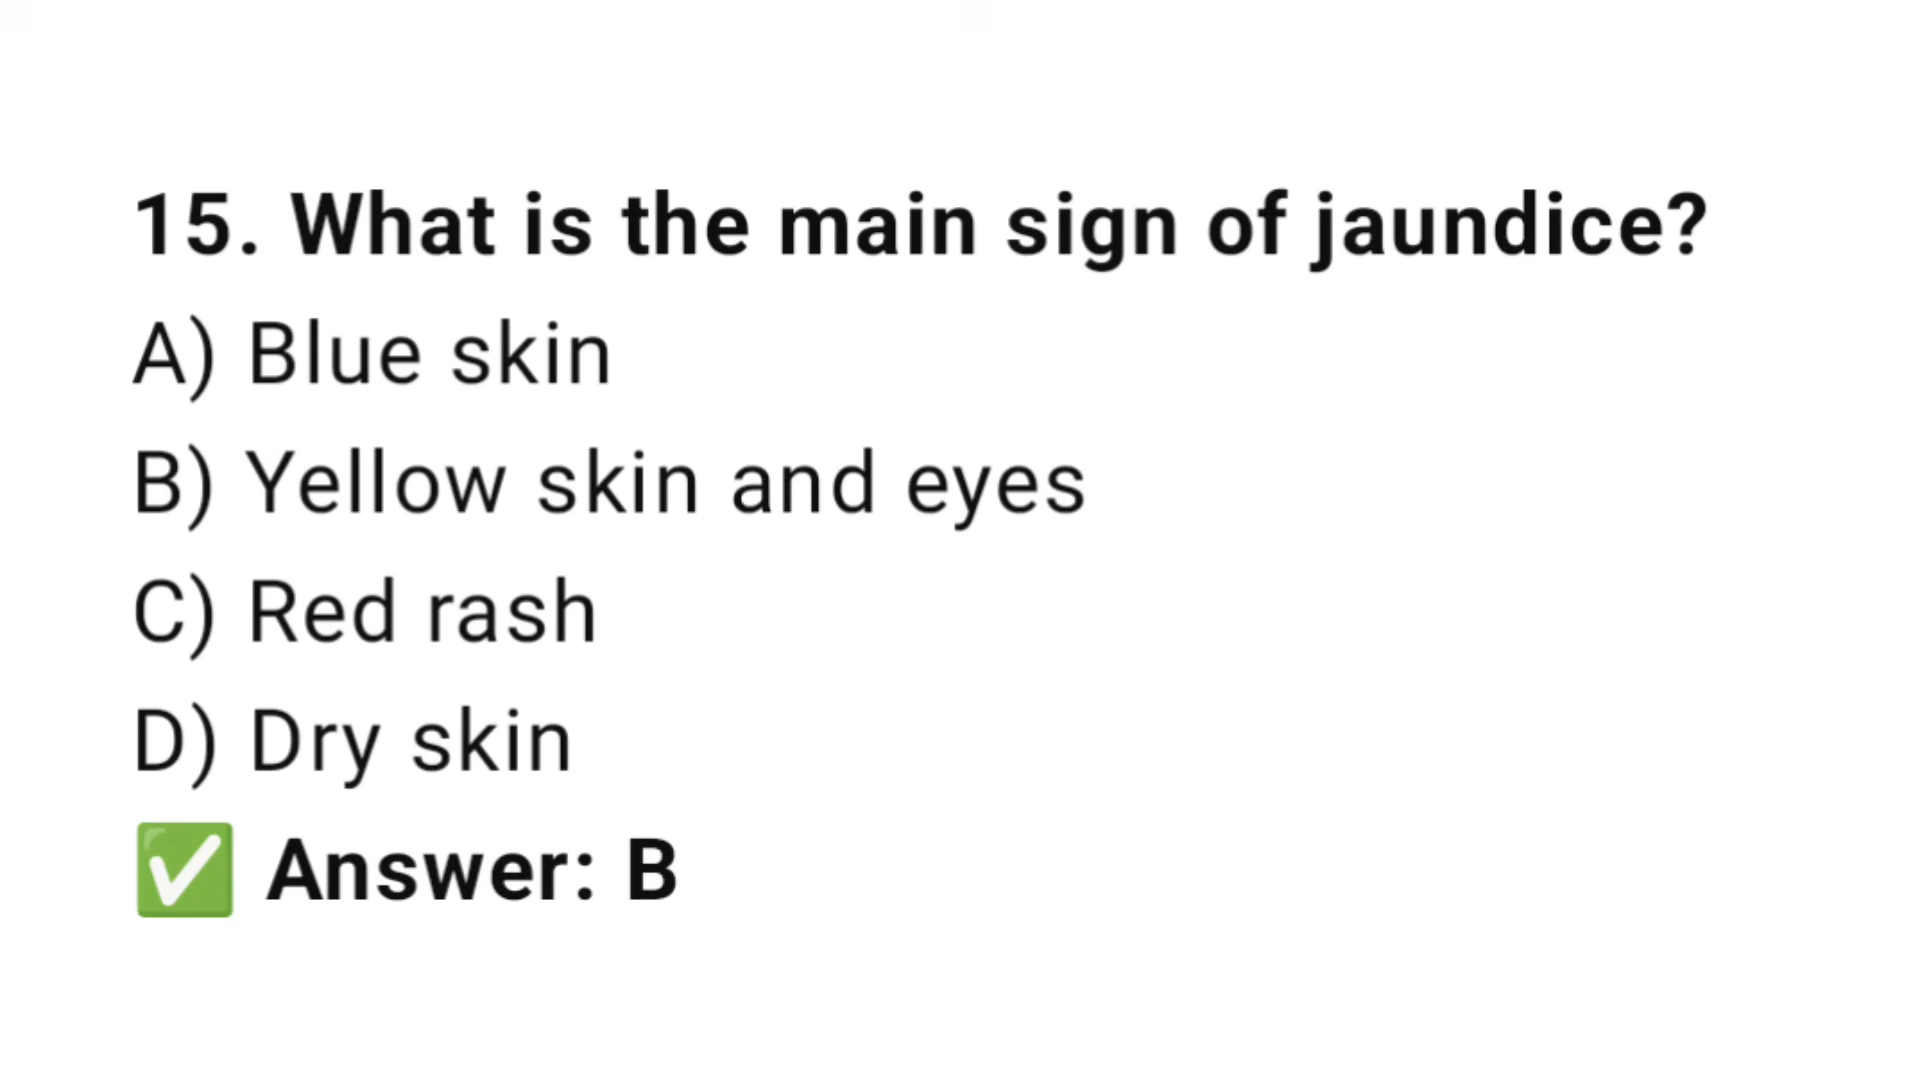 15. What is the main sign of jaundice?
A) Blue skin
B) Yellow skin and eyes
C) Red rash
D) Dry skin
✅ Answer: B